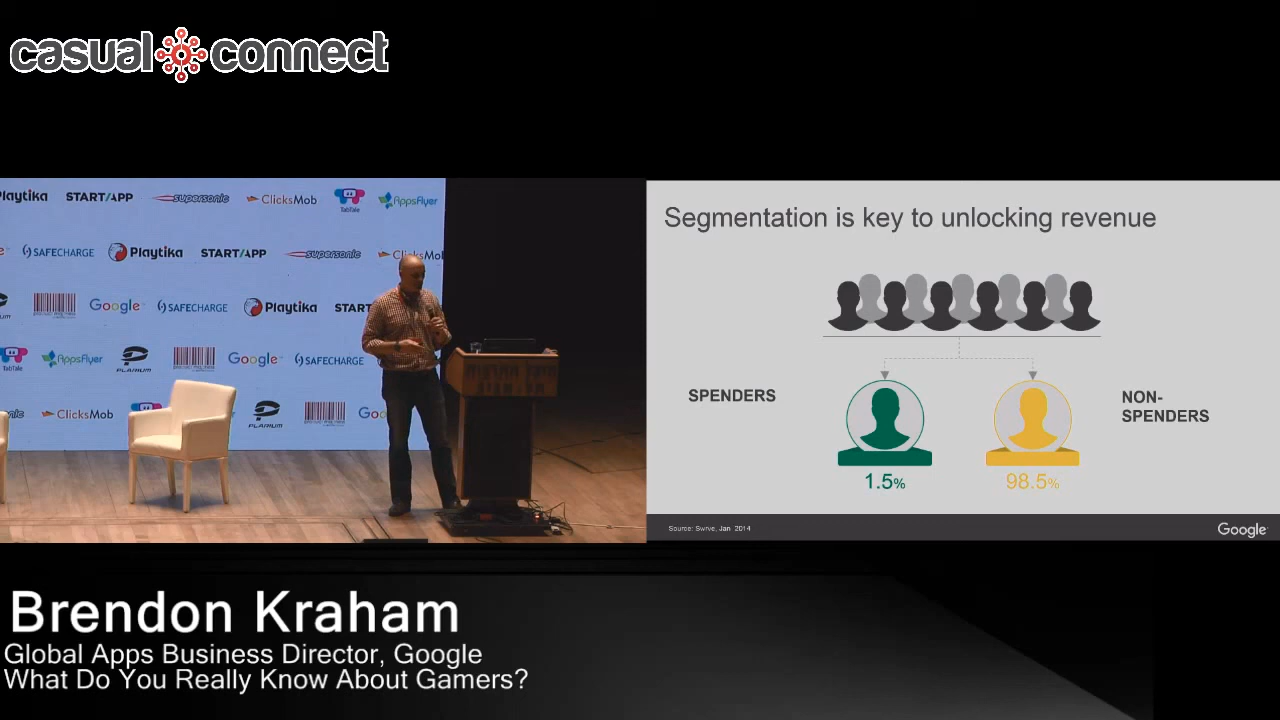 casual connect
Playtika START/APP supersonic ClicksMob TabTale AppsFlyer
SAFECHARGE Playtika START/APP supersonic ClicksMob
Google SAFECHARGE Playtika START
TabTale AppsFlyer PLARIUM Google SAFECHARGE
ClicksMob PLARIUM
Segmentation is key to unlocking revenue
SPENDERS
NON-
SPENDERS
1.5%
98.5%
Source: Swrve, Jan 2014
Google
Brendon Kraham
Global Apps Business Director, Google
What Do You Really Know About Gamers?